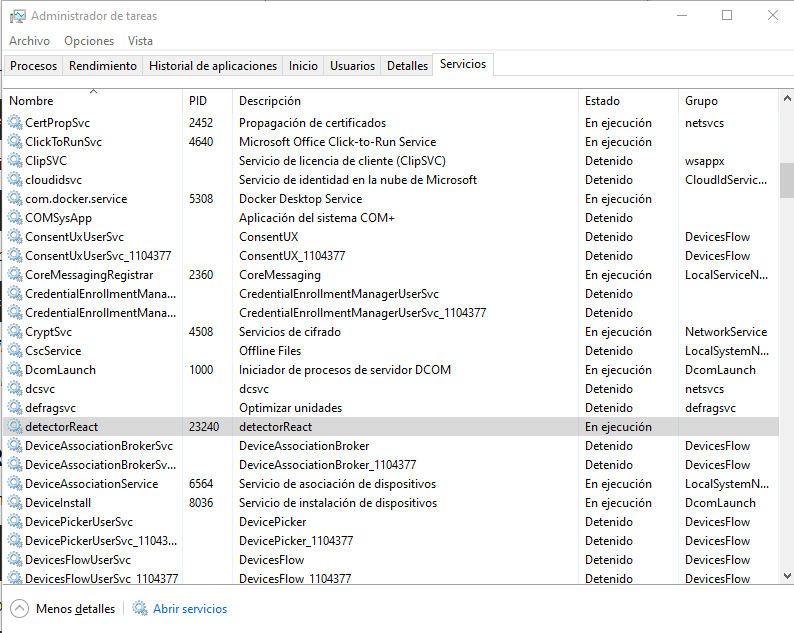 Administrador de tareas
Archivo Opciones Vista
Procesos Rendimiento Historial de aplicaciones Inicio Usuarios Detalles Servicios
Nombre PID Descripción Estado Grupo
CertPropSvc 2452 Propagación de certificados En ejecución netsvcs
ClickToRunSvc 4640 Microsoft Office Click-to-Run Service En ejecución
ClipSVC Servicio de licencia de cliente (ClipSVC) Detenido wsappx
cloudidsvc Servicio de identidad en la nube de Microsoft Detenido CloudIdServic...
com.docker.service 5308 Docker Desktop Service En ejecución
COMSysApp Aplicación del sistema COM+ Detenido
ConsentUxUserSvc ConsentUX Detenido DevicesFlow
ConsentUxUserSvc_1104377 ConsentUX_1104377 Detenido DevicesFlow
CoreMessagingRegistrar 2360 CoreMessaging En ejecución LocalServiceN...
CredentialEnrollmentMana... CredentialEnrollmentManagerUserSvc Detenido
CredentialEnrollmentMana... CredentialEnrollmentManagerUserSvc_1104377 Detenido
CryptSvc 4508 Servicios de cifrado En ejecución NetworkService
CscService Offline Files Detenido LocalSystemN...
DcomLaunch 1000 Iniciador de procesos de servidor DCOM En ejecución DcomLaunch
dcsvc dcsvc Detenido netsvcs
defragsvc Optimizar unidades Detenido defragsvc
detectorReact 23240 detectorReact En ejecución
DeviceAssociationBrokerSvc DeviceAssociationBroker Detenido DevicesFlow
DeviceAssociationBrokerSv... DeviceAssociationBroker_1104377 Detenido DevicesFlow
DeviceAssociationService 6564 Servicio de asociación de dispositivos En ejecución LocalSystemN...
DeviceInstall 8036 Servicio de instalación de dispositivos En ejecución DcomLaunch
DevicePickerUserSvc DevicePicker Detenido DevicesFlow
DevicePickerUserSvc_11043... DevicePicker_1104377 Detenido DevicesFlow
DevicesFlowUserSvc DevicesFlow Detenido DevicesFlow
DevicesFlowUserSvc_1104377 DevicesFlow_1104377 Detenido DevicesFlow
Menos detalles Abrir servicios